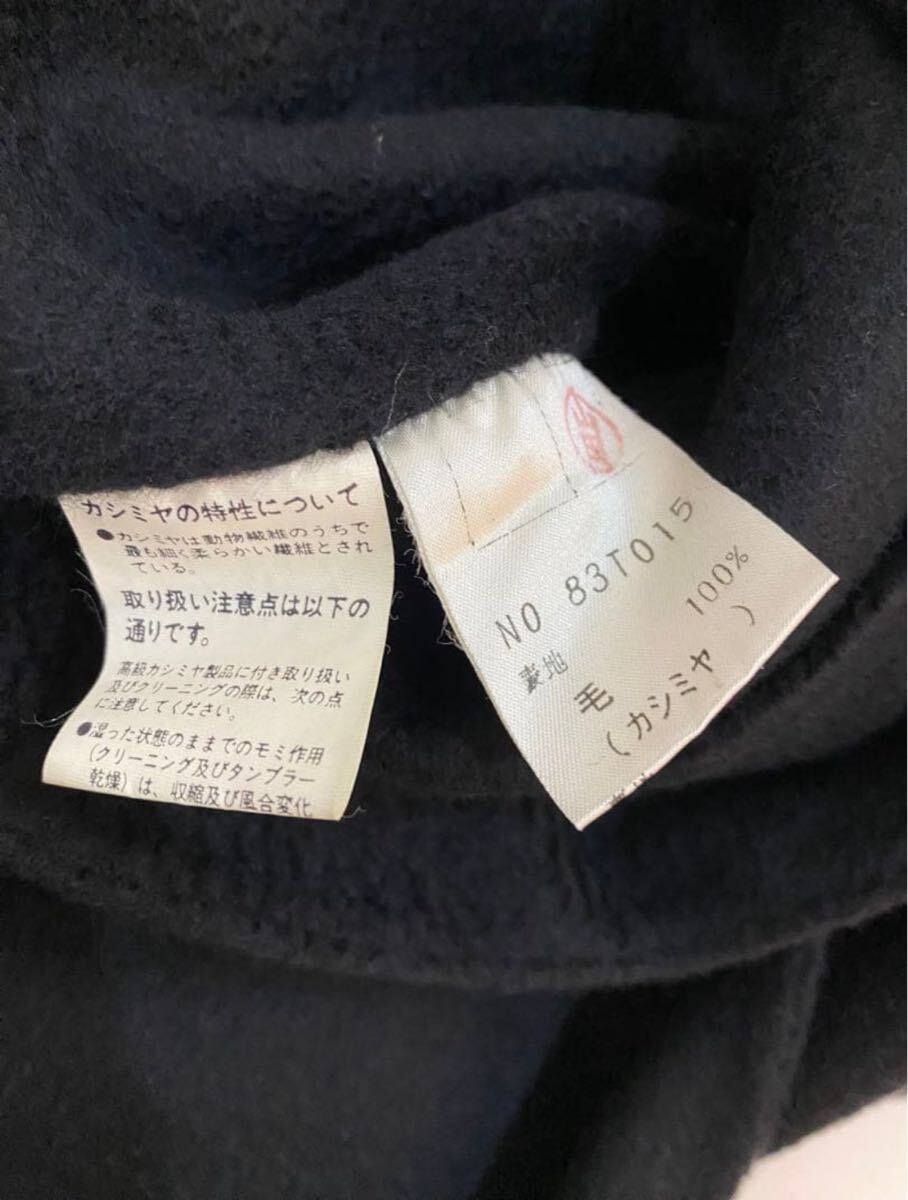 カシミヤの特性について
●カシミヤは動物繊維のうちで
最も細く柔らかい繊維とされ
ている。
取り扱い注意点は以下の
通りです。
高級カシミヤ製品に付き取り扱い
及びクリーニングの際は、次の点
に注意してください。
●湿った状態のままでのモミ作用
(クリーニング及びタンブラー
乾燥)は、収縮及び風合変化
NO 83T015
表地
毛 100%
(カシミヤ )